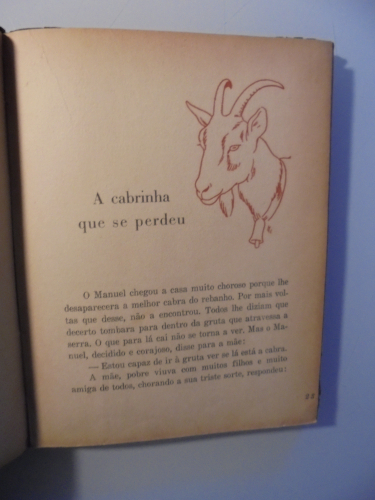 A cabrinha
que se perdeu
O Manuel chegou a casa muito choroso porque lhe
desaparecera a melhor cabra do rebanho. Por mais vol-
tas que desse, não a encontrou. Todos lhe diziam que
decerto tombara para dentro da gruta que atravessa a
serra. O que para lá cai não se torna a ver. Mas o Ma-
nuel, decidido e corajoso, disse para a mãe:
— Estou capaz de ir à gruta ver se lá está a cabra.
A mãe, pobre viuva com muitos filhos e muito
amiga de todos, chorando a sua triste sorte, respondeu: